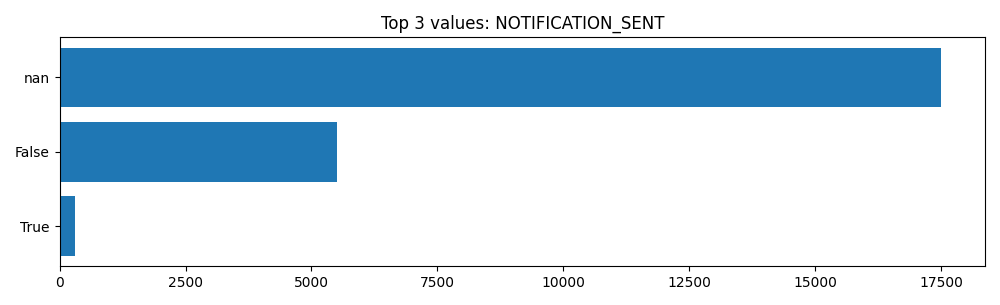 Top 3 values: NOTIFICATION_SENT
nan
False
True
0 2500 5000 7500 10000 12500 15000 17500